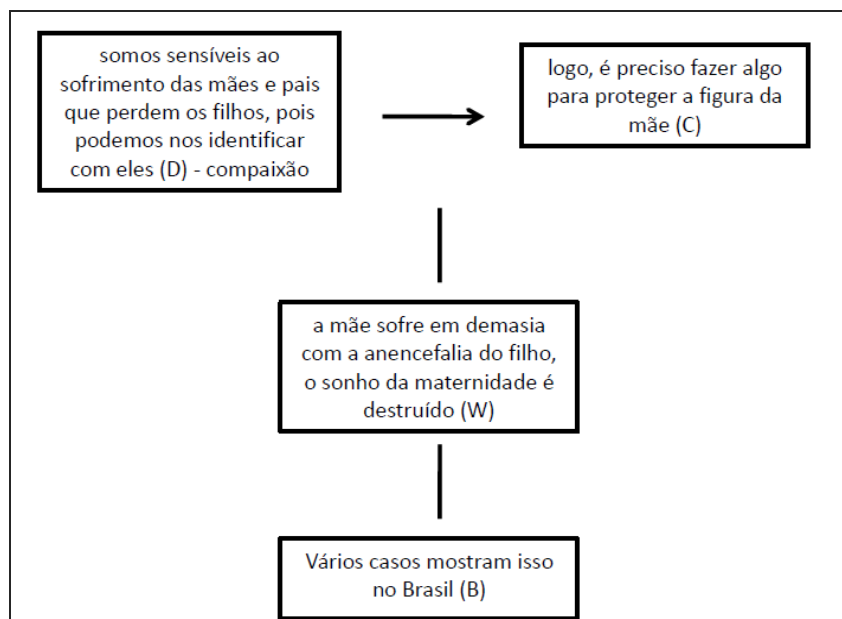 somos sensíveis ao
sofrimento das mães e pais
que perdem os filhos, pois
podemos nos identificar
com eles (D) - compaixão
logo, é preciso fazer algo
para proteger a figura da
mãe (C)
a mãe sofre em demasia
com a anencefalia do filho,
o sonho da maternidade é
destruído (W)
Vários casos mostram isso
no Brasil (B)